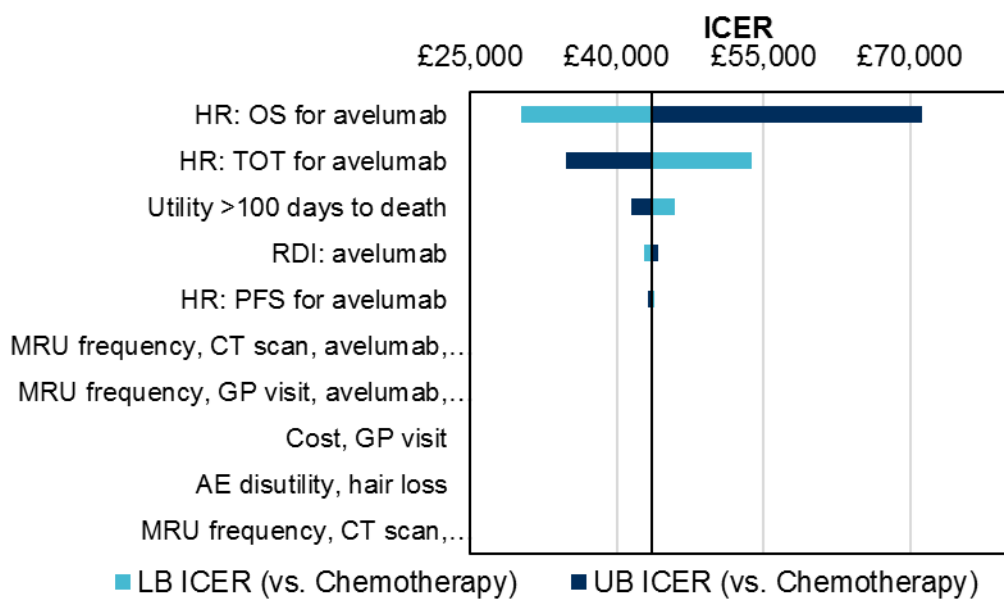 ICER
£25,000 £40,000 £55,000 £70,000
HR: OS for avelumab
HR: TOT for avelumab
Utility >100 days to death
RDI: avelumab
HR: PFS for avelumab
MRU frequency, CT scan, avelumab,...
MRU frequency, GP visit, avelumab,...
Cost, GP visit
AE disutility, hair loss
MRU frequency, CT scan,...
LB ICER (vs. Chemotherapy) UB ICER (vs. Chemotherapy)